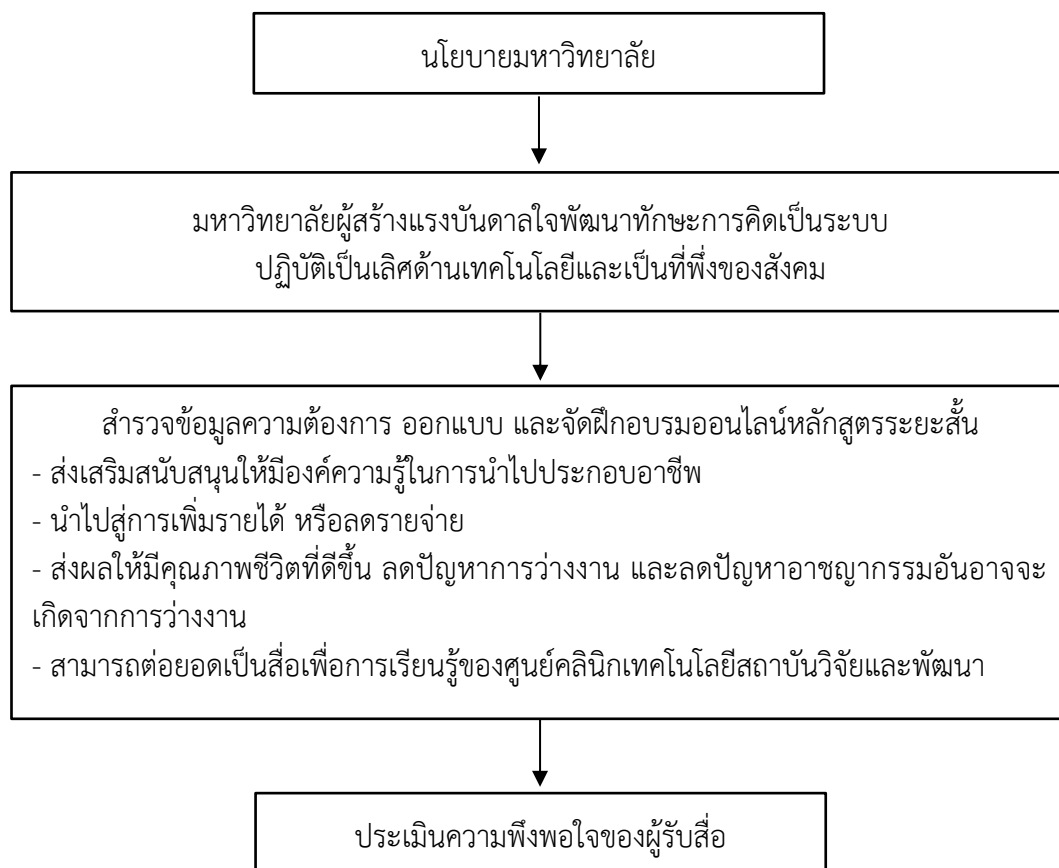 นโยบายมหาวิทยาลัย
มหาวิทยาลัยผู้สร้างแรงบันดาลใจพัฒนาทักษะการคิดเป็นระบบ
ปฏิบัติเป็นเลิศด้านเทคโนโลยีและเป็นที่พึ่งของสังคม
สำรวจข้อมูลความต้องการ ออกแบบ และจัดฝึกอบรมออนไลน์หลักสูตรระยะสั้น
- ส่งเสริมสนับสนุนให้มีองค์ความรู้ในการนำไปประกอบอาชีพ
- นำไปสู่การเพิ่มรายได้ หรือลดรายจ่าย
- ส่งผลให้มีคุณภาพชีวิตที่ดีขึ้น ลดปัญหาการว่างงาน และลดปัญหาอาชญากรรมอันอาจจะ
เกิดจากการว่างงาน
- สามารถต่อยอดเป็นสื่อเพื่อการเรียนรู้ของศูนย์คลินิกเทคโนโลยีสถาบันวิจัยและพัฒนา
ประเมินความพึงพอใจของผู้รับสื่อ